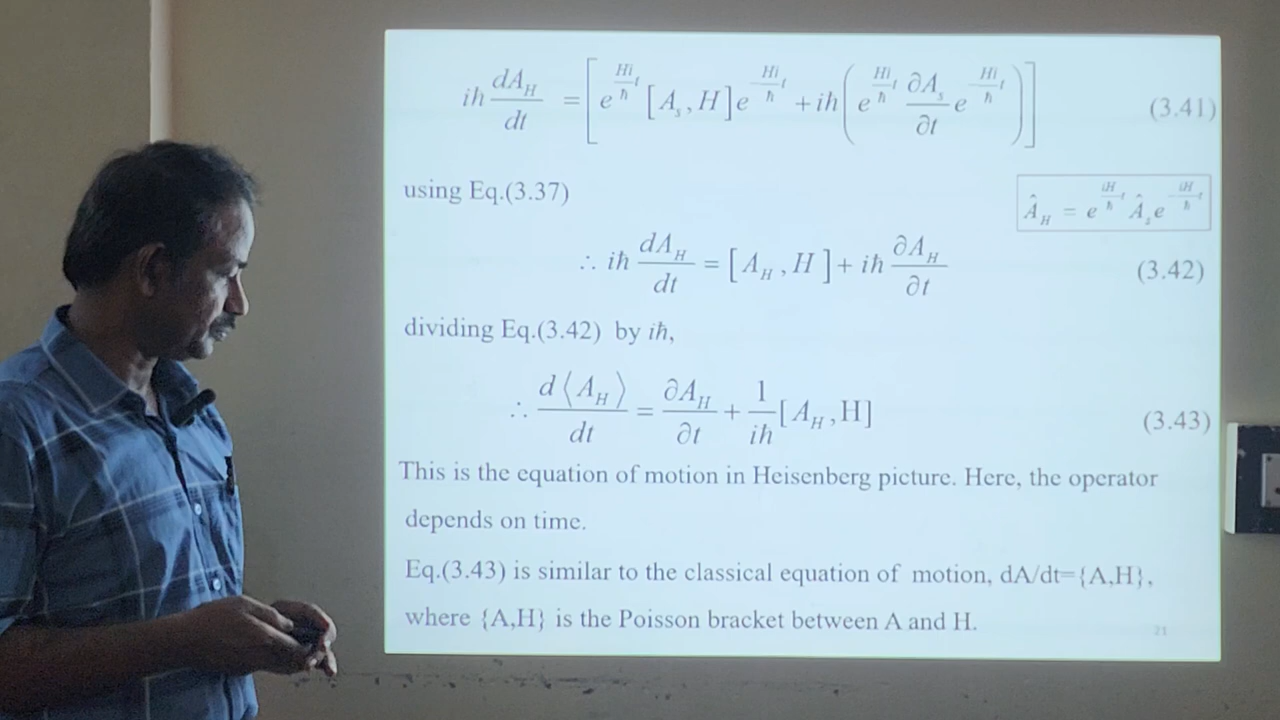 iħ dA_H/dt = [ e^{Hi/ħ t} [A_s, H] e^{-Hi/ħ t} + iħ ( e^{Hi/ħ t} ∂A_s/∂t e^{-Hi/ħ t} ) ] (3.41)
using Eq.(3.37)
Â_H = e^{iH/ħ t} Â_s e^{-iH/ħ t}
∴ iħ dA_H/dt = [A_H, H] + iħ ∂A_H/∂t (3.42)
dividing Eq.(3.42) by iħ,
∴ d⟨A_H⟩/dt = ∂A_H/∂t + 1/iħ [A_H, H] (3.43)
This is the equation of motion in Heisenberg picture. Here, the operator
depends on time.
Eq.(3.43) is similar to the classical equation of motion, dA/dt={A,H},
where {A,H} is the Poisson bracket between A and H.
21